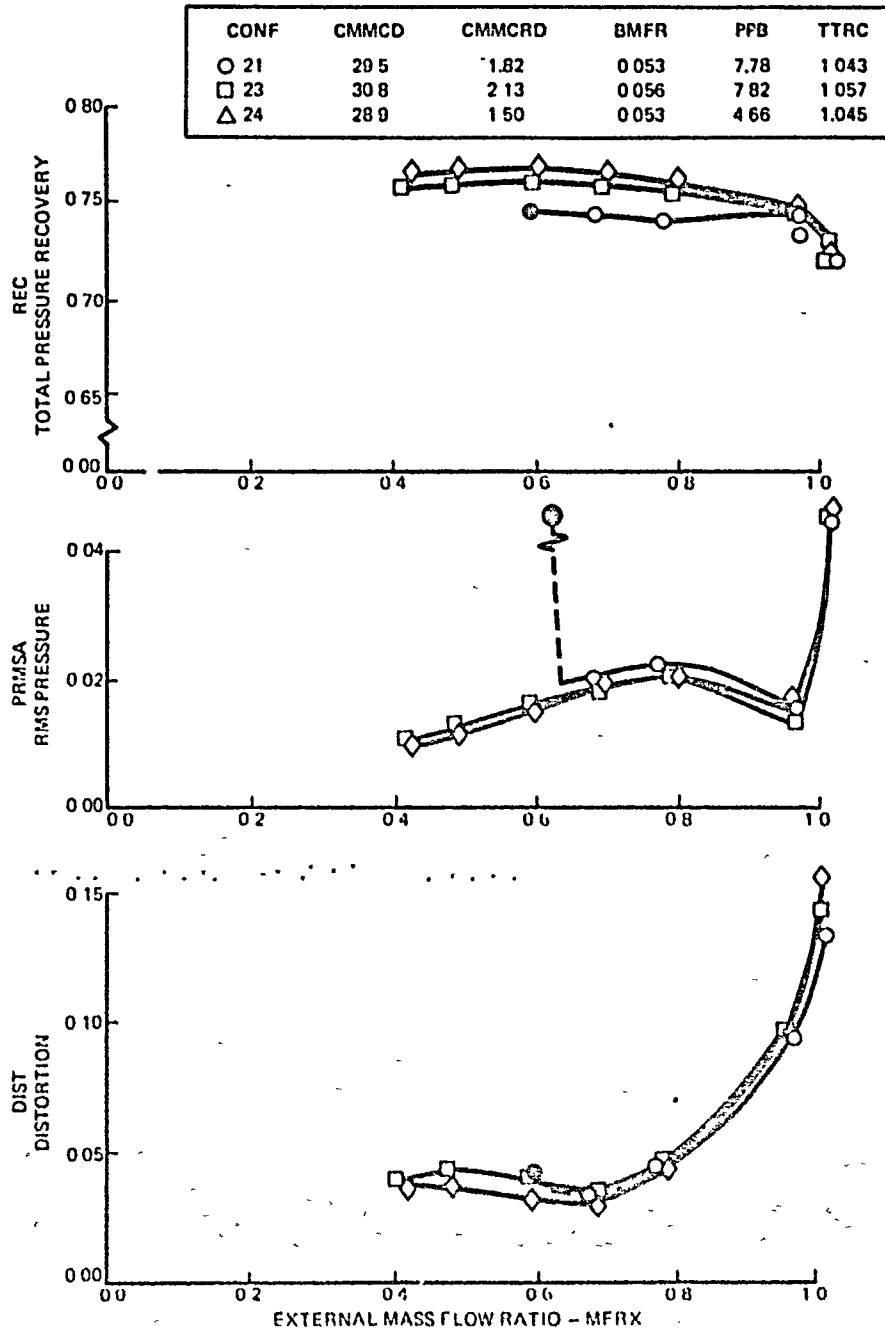 CONF CMMCD CMMCRD BMFR PFB TTRC
21 29 5 1.82 0 053 7.78 1 043
23 30 8 2 13 0 056 7 82 1 057
24 28 9 1 50 0 053 4 66 1.045
REC
TOTAL PRESSURE RECOVERY
0 80
0.75
0 70
0 65
0 00
0 0 0 2 0 4 0 6 0 8 1 0
PRMSA
RMS PRESSURE
0 04
0 02
0 00
0 0 0 2 0 4 0 6 0 8 1 0
DIST
DISTORTION
0 15
0 10
0 05
0 00
0 0 0 2 0 4 0 6 0 8 1 0
EXTERNAL MASS FLOW RATIO – MFRX